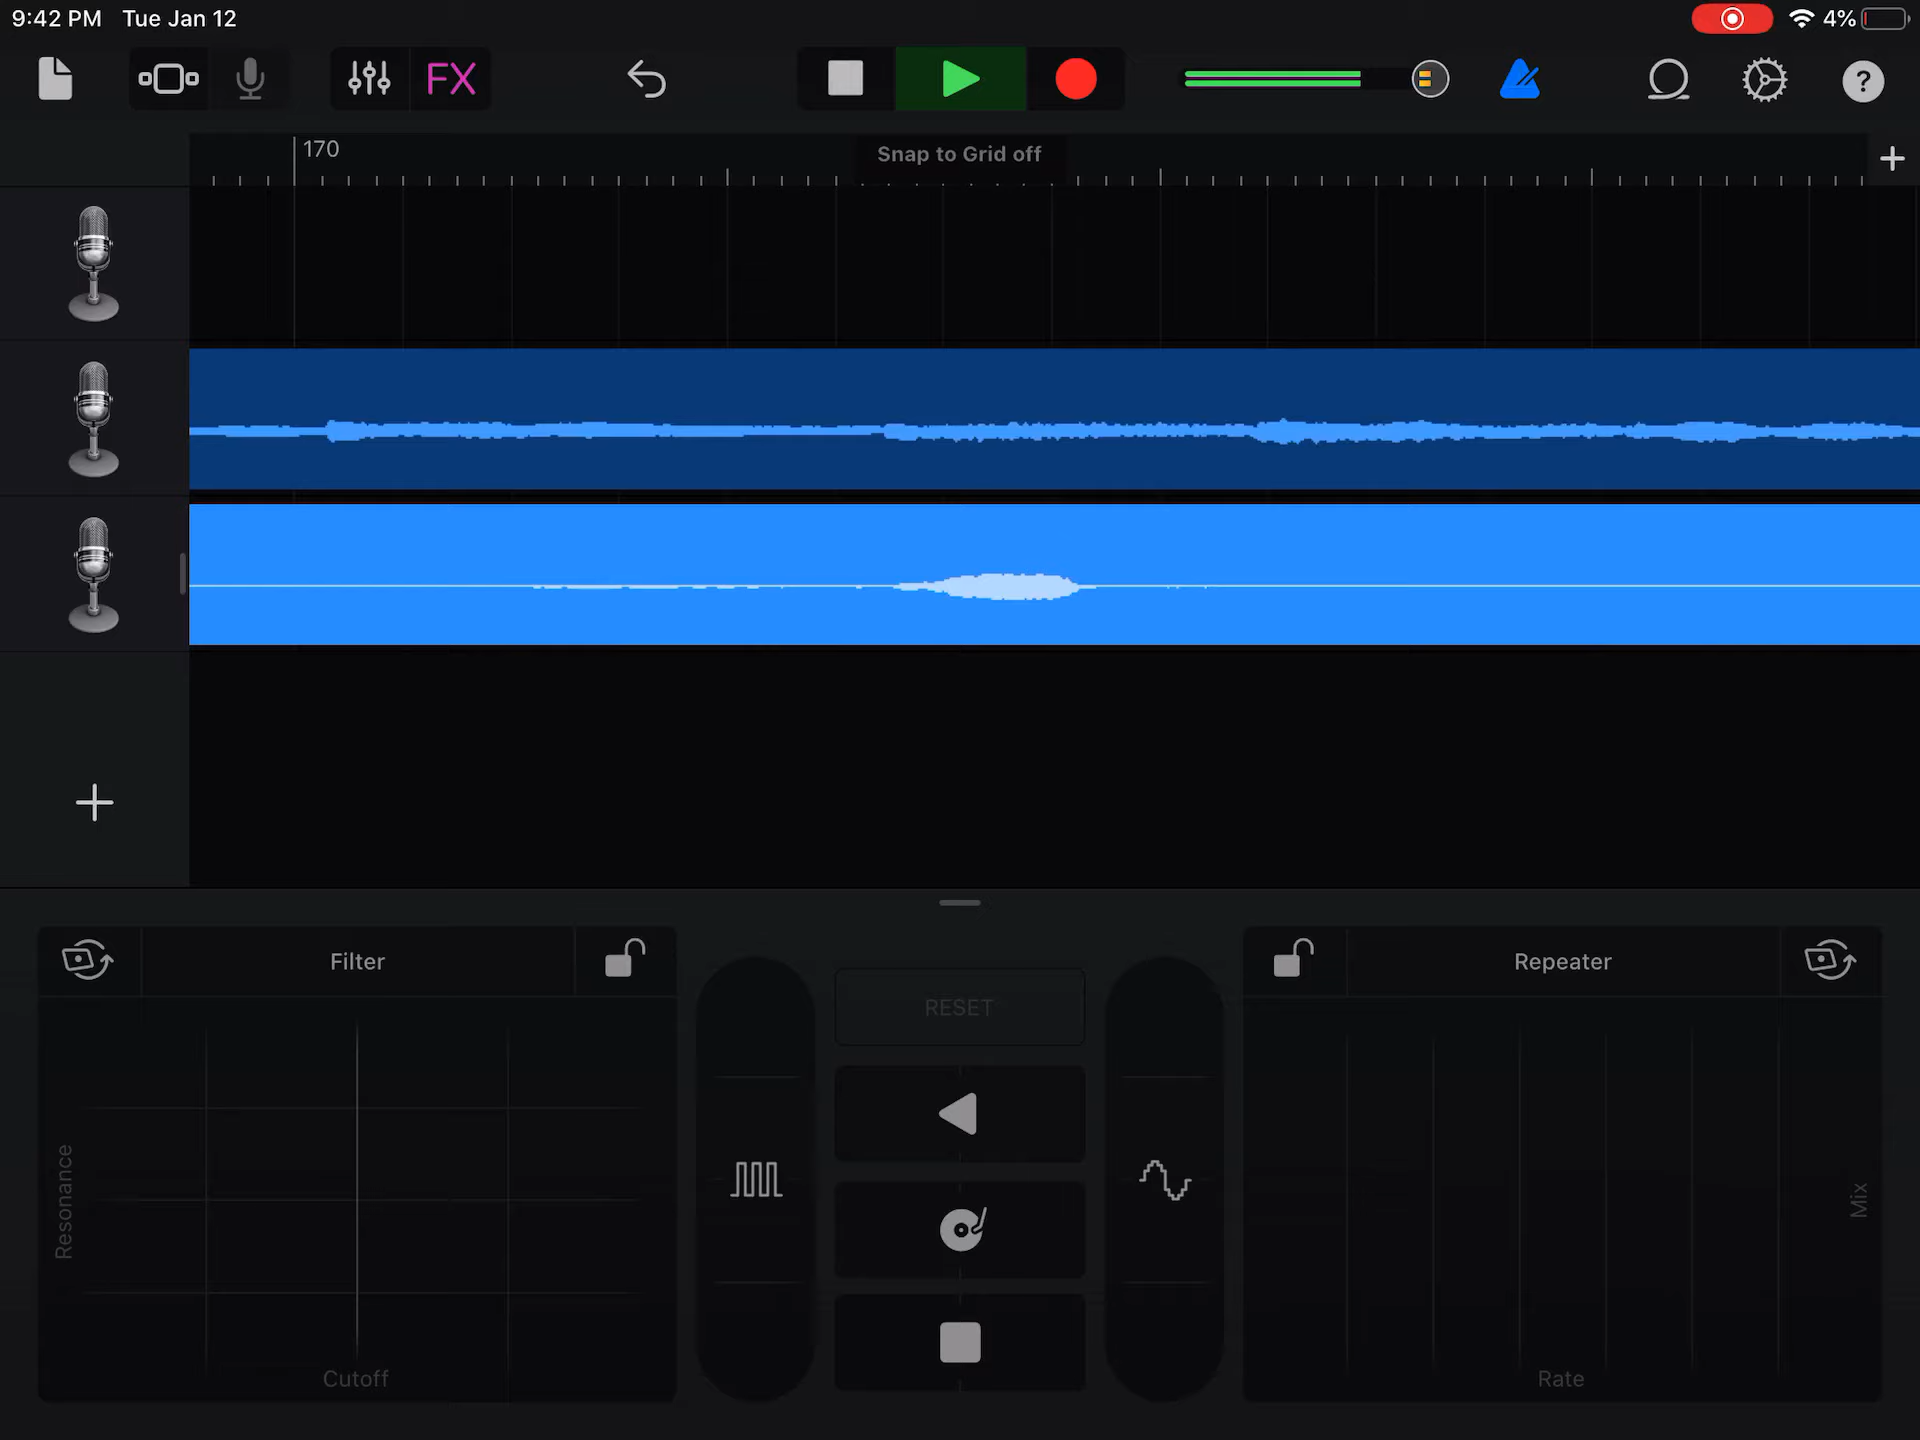 9:42 PM Tue Jan 12
4%
FX
?
170
Snap to Grid off
Filter
Repeater
RESET
Resonance
Mix
Cutoff
Rate